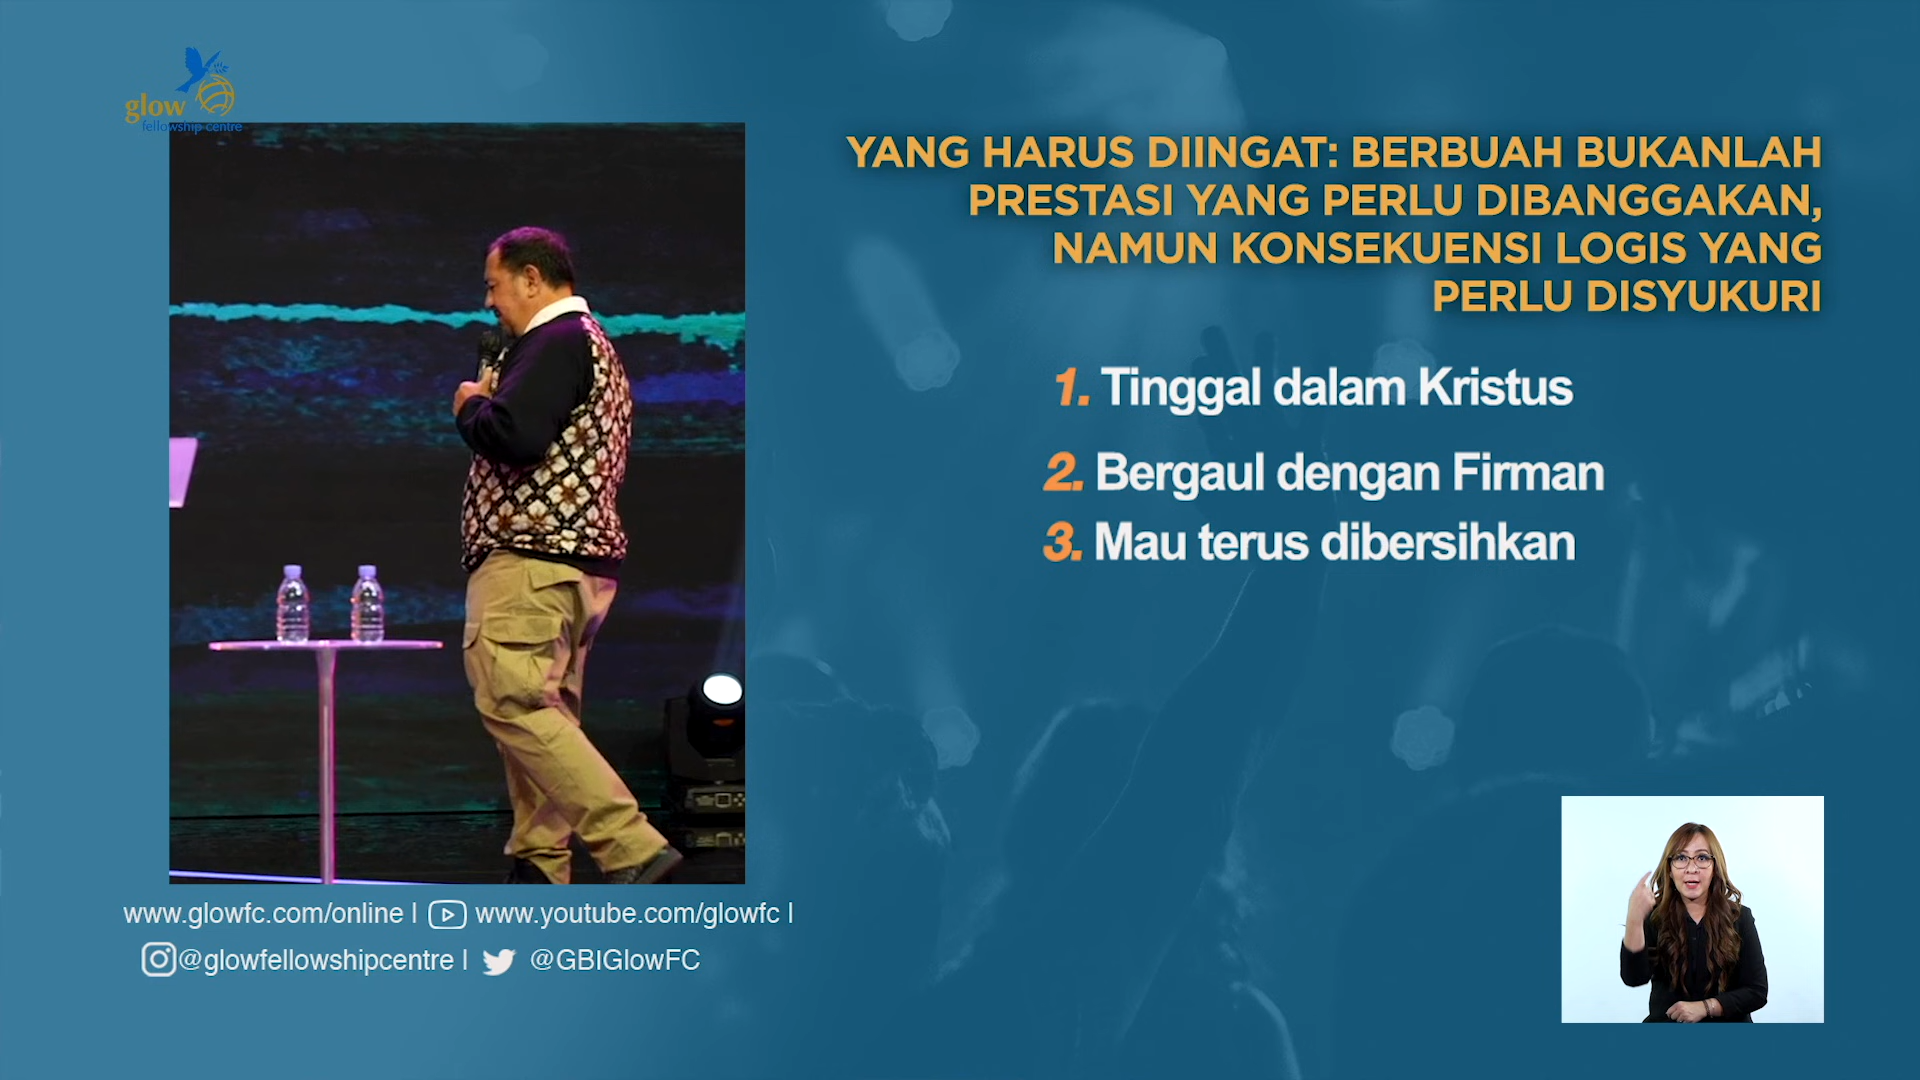 glow
fellowship centre
YANG HARUS DIINGAT: BERBUAH BUKANLAH
PRESTASI YANG PERLU DIBANGGAKAN,
NAMUN KONSEKUENSI LOGIS YANG
PERLU DISYUKURI
1. Tinggal dalam Kristus
2. Bergaul dengan Firman
3. Mau terus dibersihkan
www.glowfc.com/online | www.youtube.com/glowfc |
@glowfellowshipcentre | @GBIGlowFC